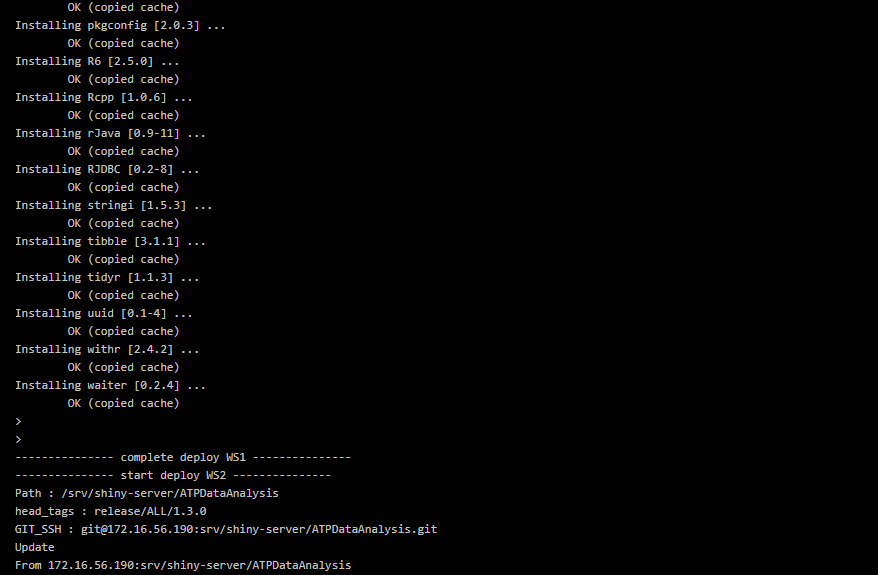 OK (copied cache)
Installing pkgconfig [2.0.3] ...
OK (copied cache)
Installing R6 [2.5.0] ...
OK (copied cache)
Installing Rcpp [1.0.6] ...
OK (copied cache)
Installing rJava [0.9-11] ...
OK (copied cache)
Installing RJDBC [0.2-8] ...
OK (copied cache)
Installing stringi [1.5.3] ...
OK (copied cache)
Installing tibble [3.1.1] ...
OK (copied cache)
Installing tidyr [1.1.3] ...
OK (copied cache)
Installing uuid [0.1-4] ...
OK (copied cache)
Installing withr [2.4.2] ...
OK (copied cache)
Installing waiter [0.2.4] ...
OK (copied cache)
>
>
--------------- complete deploy WS1 ---------------
--------------- start deploy WS2 ---------------
Path : /srv/shiny-server/ATPDataAnalysis
head_tags : release/ALL/1.3.0
GIT_SSH : git@172.16.56.190:srv/shiny-server/ATPDataAnalysis.git
Update
From 172.16.56.190:srv/shiny-server/ATPDataAnalysis